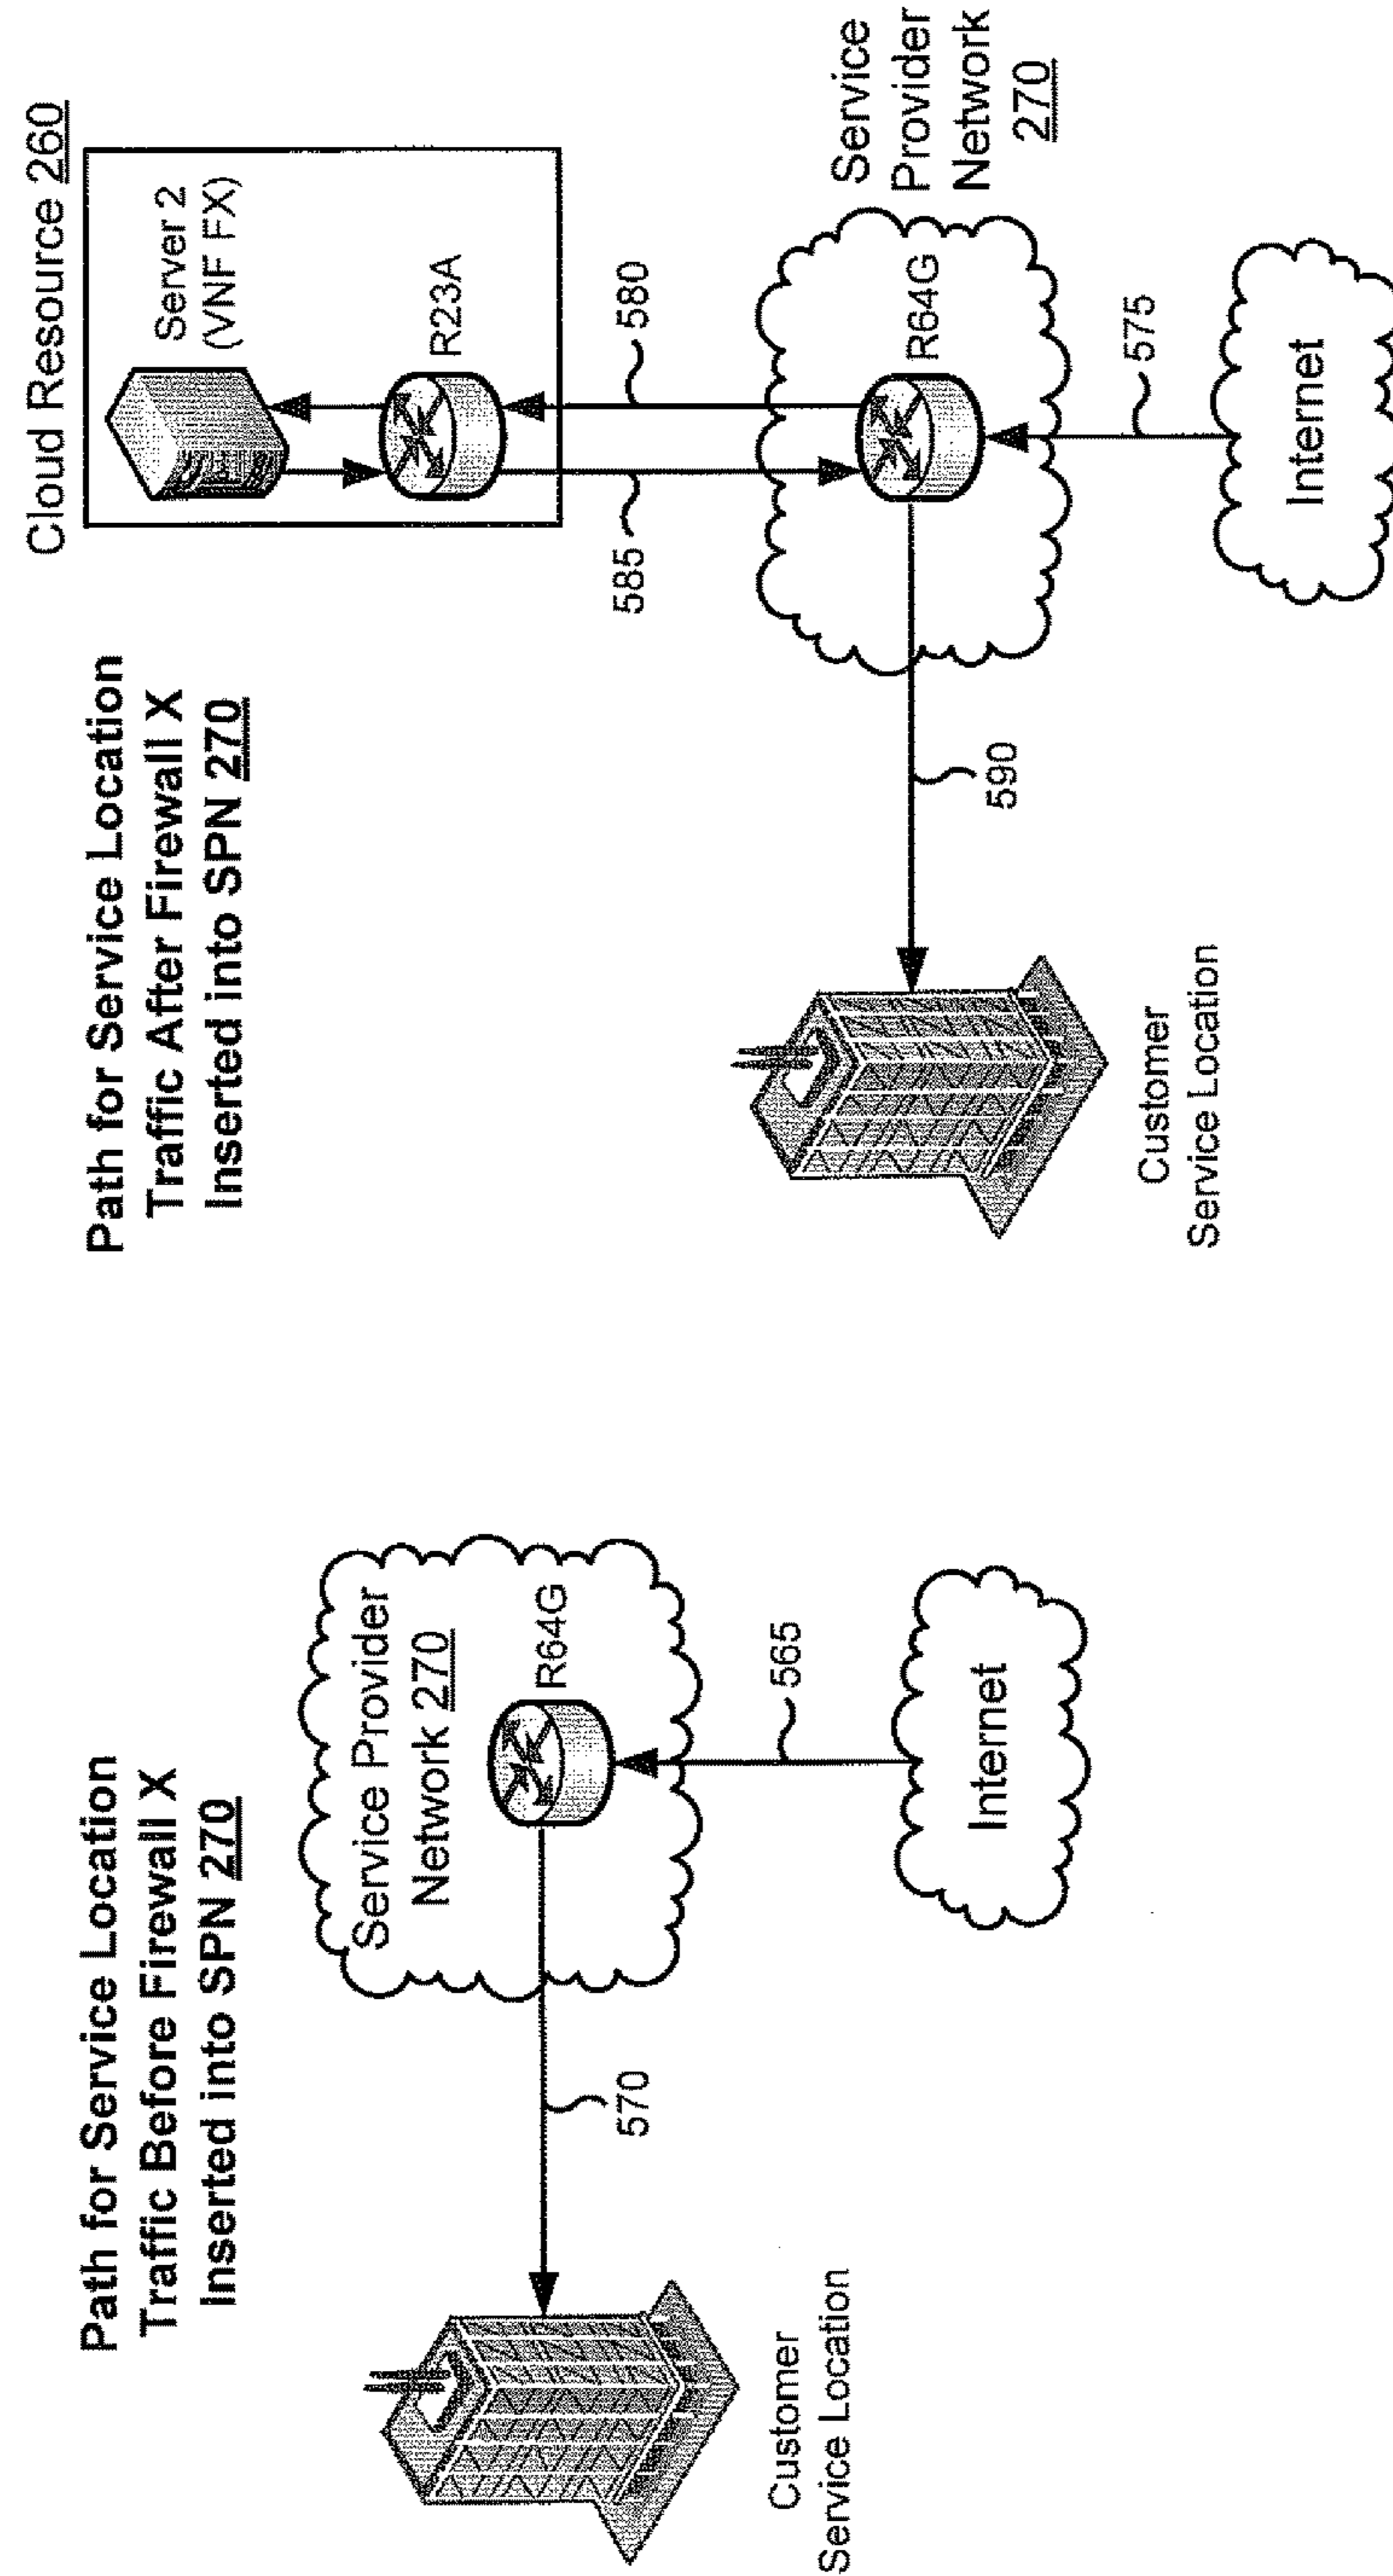 Path for Service Location
Traffic Before Firewall X
Inserted into SPN 270
Service Provider
Network 270
R64G
570
565
Customer
Service Location
Internet
Path for Service Location
Traffic After Firewall X
Inserted into SPN 270
Cloud Resource 260
Server 2
(VNF FX)
R23A
585
580
Service
Provider
Network
270
R64G
590
575
Customer
Service Location
Internet